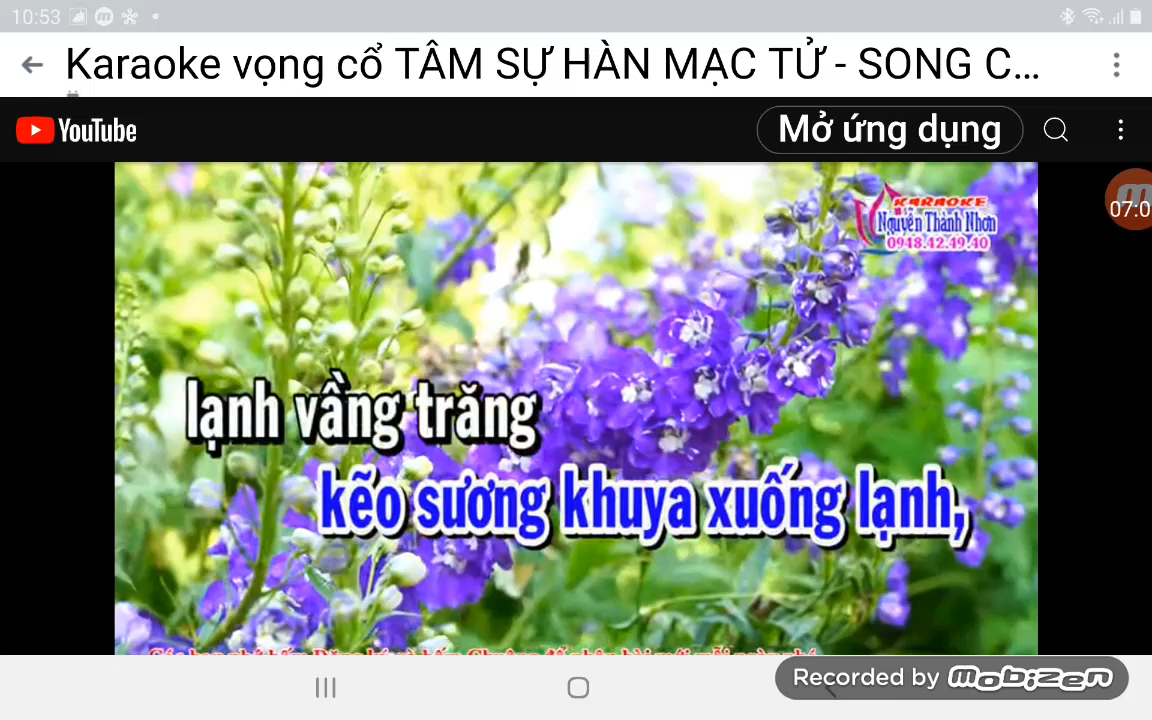 10:53
Karaoke vọng cổ TÂM SỰ HÀN MẠC TỬ - SONG C...
YouTube
Mở ứng dụng
KARAOKE
Nguyễn Thành Nhơn
0948.42.49.40
07:0
lạnh vầng trăng
kẽo sương khuya xuống lạnh,
Recorded by mobizen